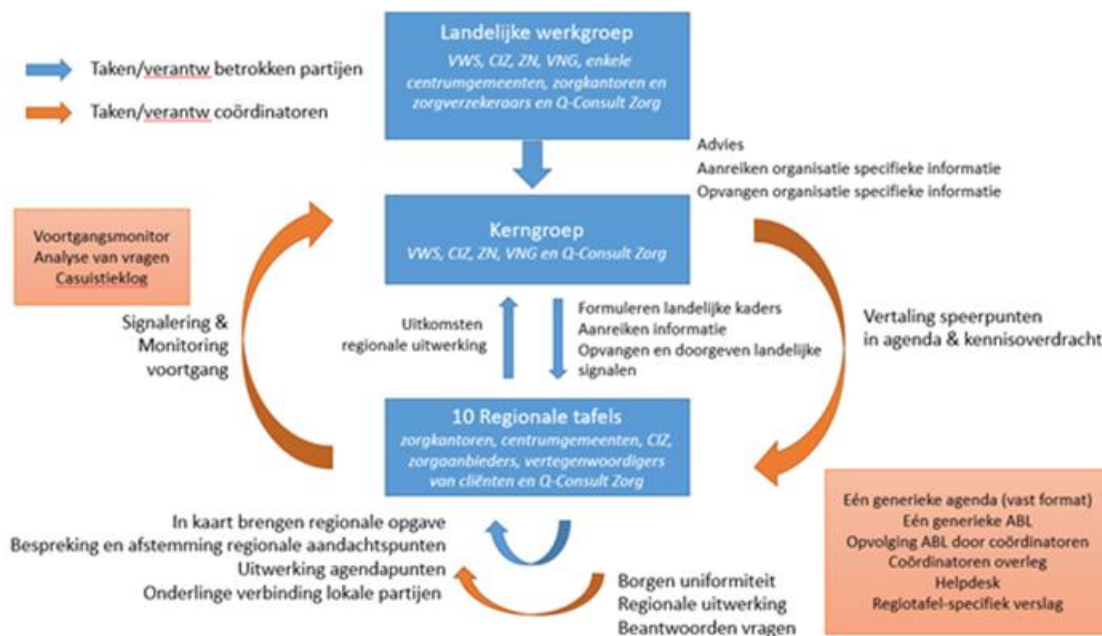 Landelijke werkgroep
VWS, CIZ, ZN, VNG, enkele
centrumgemeenten, zorgkantoren en
zorgverzekeraars en Q-Consult Zorg
Taken/verantw betrokken partijen
Taken/verantw coördinatoren
Advies
Aanreiken organisatie specifieke informatie
Opvangen organisatie specifieke informatie
Kerngroep
VWS, CIZ, ZN, VNG en Q-Consult Zorg
Voortgangsmonitor
Analyse van vragen
Casuistieklog
Signalering &
Monitoring
voortgang
Uitkomsten
regionale uitwerking
Formuleren landelijke kaders
Aanreiken informatie
Opvangen en doorgeven landelijke
signalen
Vertaling speerpunten
in agenda & kennisoverdracht
10 Regionale tafels
zorgkantoren, centrumgemeenten, CIZ,
zorgaanbieders, vertegenwoordigers
van cliënten en Q-Consult Zorg
In kaart brengen regionale opgave
Bespreking en afstemming regionale aandachtspunten
Uitwerking agendapunten
Onderlinge verbinding lokale partijen
Borgen uniformiteit
Regionale uitwerking
Beantwoorden vragen
Eén generieke agenda (vast format)
Eén generieke ABL
Opvolging ABL door coördinatoren
Coördinatoren overleg
Helpdesk
Regiotafel-specifiek verslag